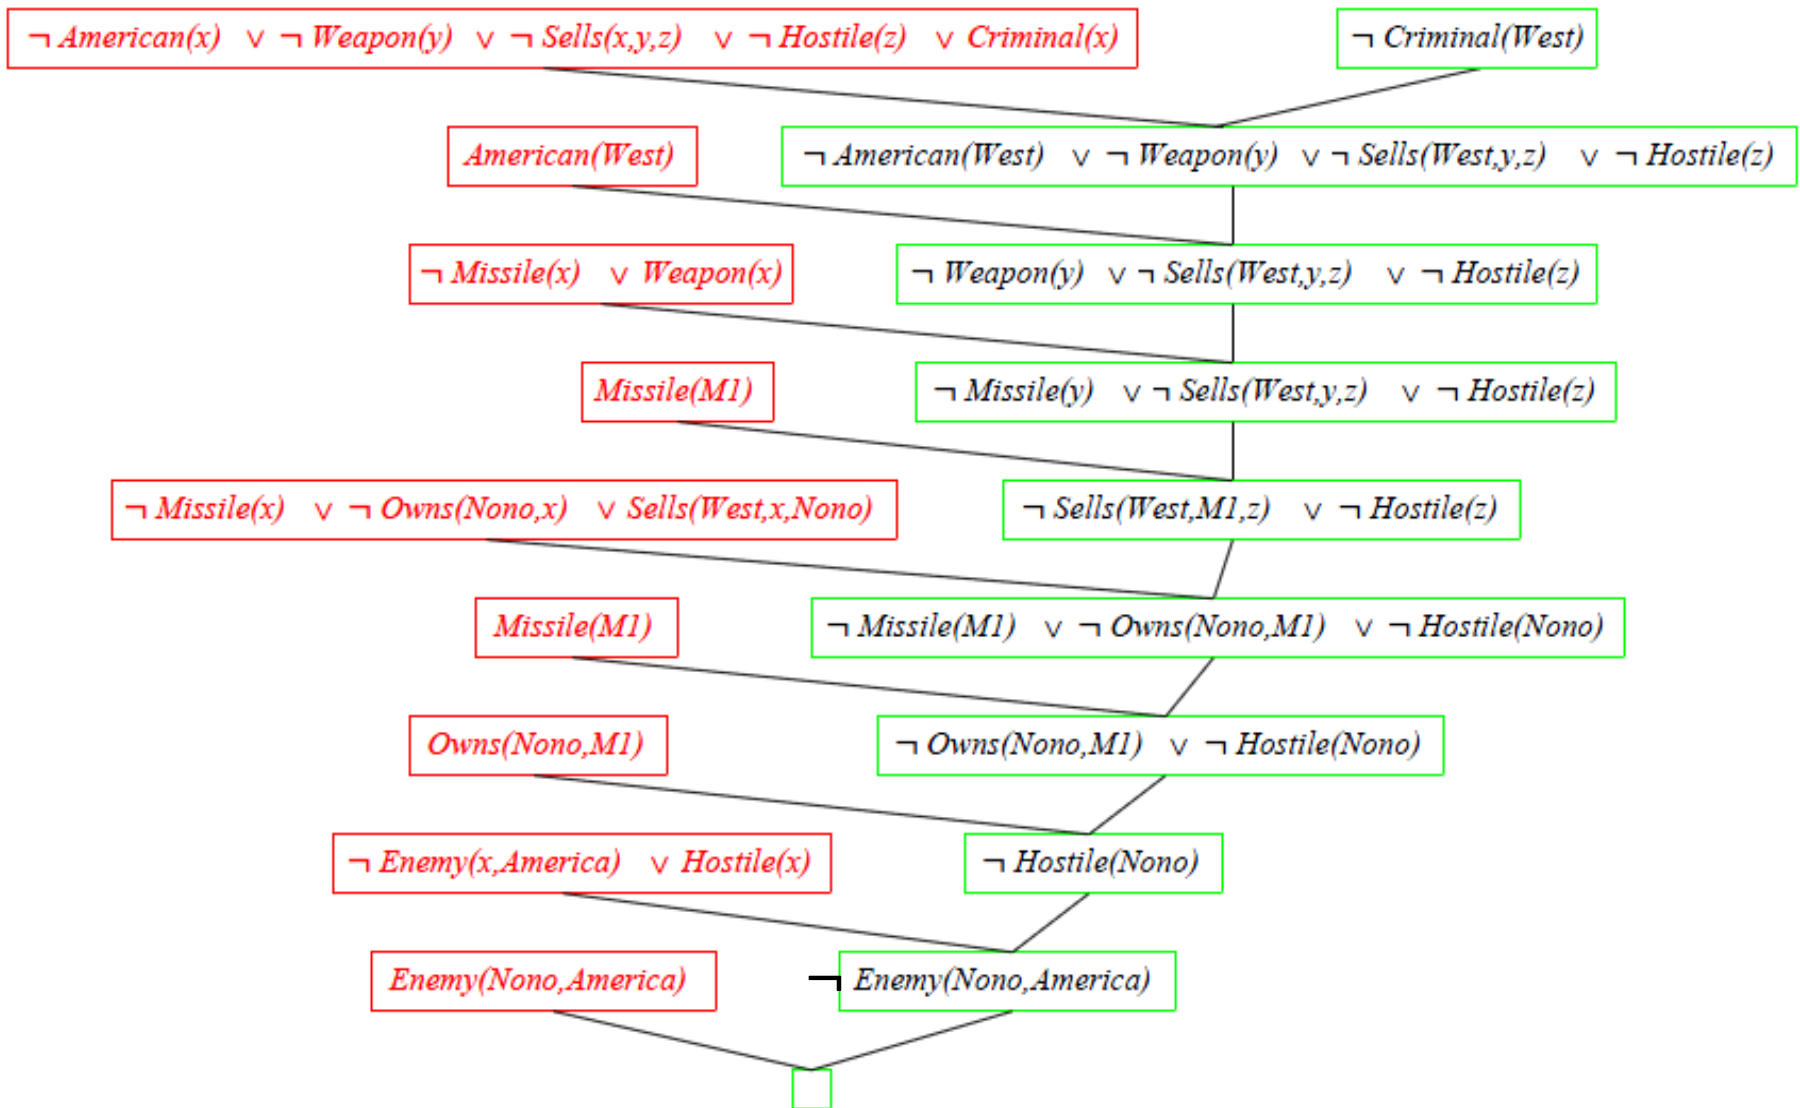 ¬ American(x) ∨ ¬ Weapon(y) ∨ ¬ Sells(x,y,z) ∨ ¬ Hostile(z) ∨ Criminal(x)
¬ Criminal(West)
American(West)
¬ American(West) ∨ ¬ Weapon(y) ∨ ¬ Sells(West,y,z) ∨ ¬ Hostile(z)
¬ Missile(x) ∨ Weapon(x)
¬ Weapon(y) ∨ ¬ Sells(West,y,z) ∨ ¬ Hostile(z)
Missile(M1)
¬ Missile(y) ∨ ¬ Sells(West,y,z) ∨ ¬ Hostile(z)
¬ Missile(x) ∨ ¬ Owns(Nono,x) ∨ Sells(West,x,Nono)
¬ Sells(West,M1,z) ∨ ¬ Hostile(z)
Missile(M1)
¬ Missile(M1) ∨ ¬ Owns(Nono,M1) ∨ ¬ Hostile(Nono)
Owns(Nono,M1)
¬ Owns(Nono,M1) ∨ ¬ Hostile(Nono)
¬ Enemy(x,America) ∨ Hostile(x)
¬ Hostile(Nono)
Enemy(Nono,America)
¬ Enemy(Nono,America)